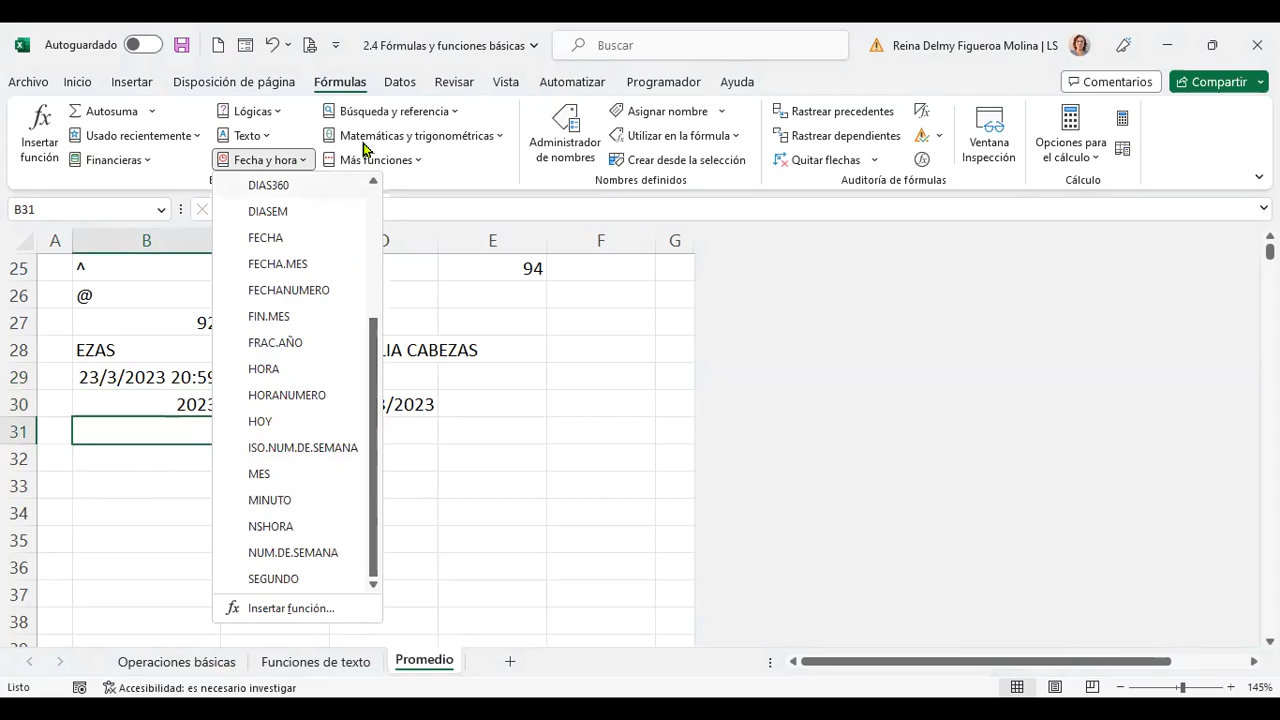 Autoguardado
2.4 Fórmulas y funciones básicas
Buscar
Reina Delmy Figueroa Molina | LS
Archivo Inicio Insertar Disposición de página Fórmulas Datos Revisar Vista Automatizar Programador Ayuda
Comentarios
Compartir
Insertar función
Autosuma
Usado recientemente
Financieras
Lógicas
Texto
Fecha y hora
Búsqueda y referencia
Matemáticas y trigonométricas
Más funciones
Administrador de nombres
Asignar nombre
Utilizar en la fórmula
Crear desde la selección
Nombres definidos
Rastrear precedentes
Rastrear dependientes
Quitar flechas
Auditoría de fórmulas
Ventana Inspección
Opciones para el cálculo
Cálculo
B31
DIAS360
DIASEM
FECHA
FECHA.MES
FECHANUMERO
FIN.MES
FRAC.AÑO
HORA
HORANUMERO
HOY
ISO.NUM.DE.SEMANA
MES
MINUTO
NSHORA
NUM.DE.SEMANA
SEGUNDO
fx Insertar función...
A B D E F G
25 ^ 94
26 @
27 92
28 EZAS LIA CABEZAS
29 23/3/2023 20:59
30 2023 3/2023
31
32
33
34
35
36
37
38
Operaciones básicas Funciones de texto Promedio
Listo Accesibilidad: es necesario investigar 145%